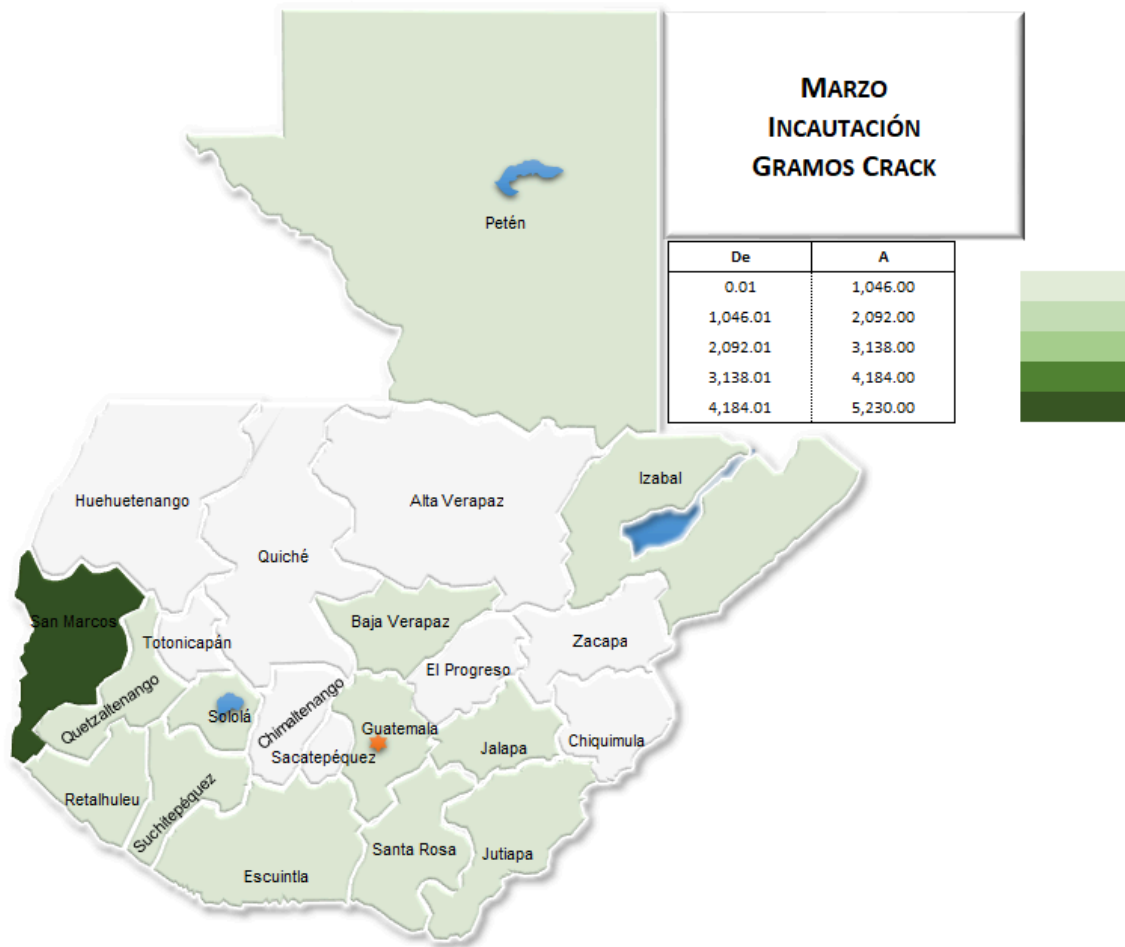 MARZO
INCAUTACIÓN
GRAMOS CRACK
Petén
De A
0.01 1,046.00
1,046.01 2,092.00
2,092.01 3,138.00
3,138.01 4,184.00
4,184.01 5,230.00
Izabal
Huehuetenango
Alta Verapaz
Quiché
San Marcos
Baja Verapaz
Totonicapán
Zacapa
El Progreso
Quetzaltenango
Sololá
Chimaltenango
Guatemala
Sacatepéquez
Jalapa
Chiquimula
Retalhuleu
Suchitepéquez
Santa Rosa
Jutiapa
Escuintla